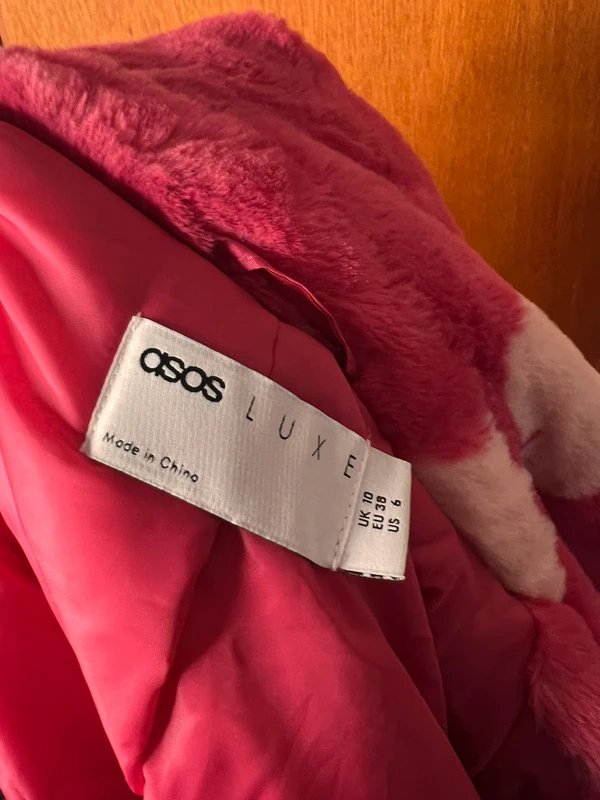 asos LUXE
Made in China
UK 10
EU 38
US 6